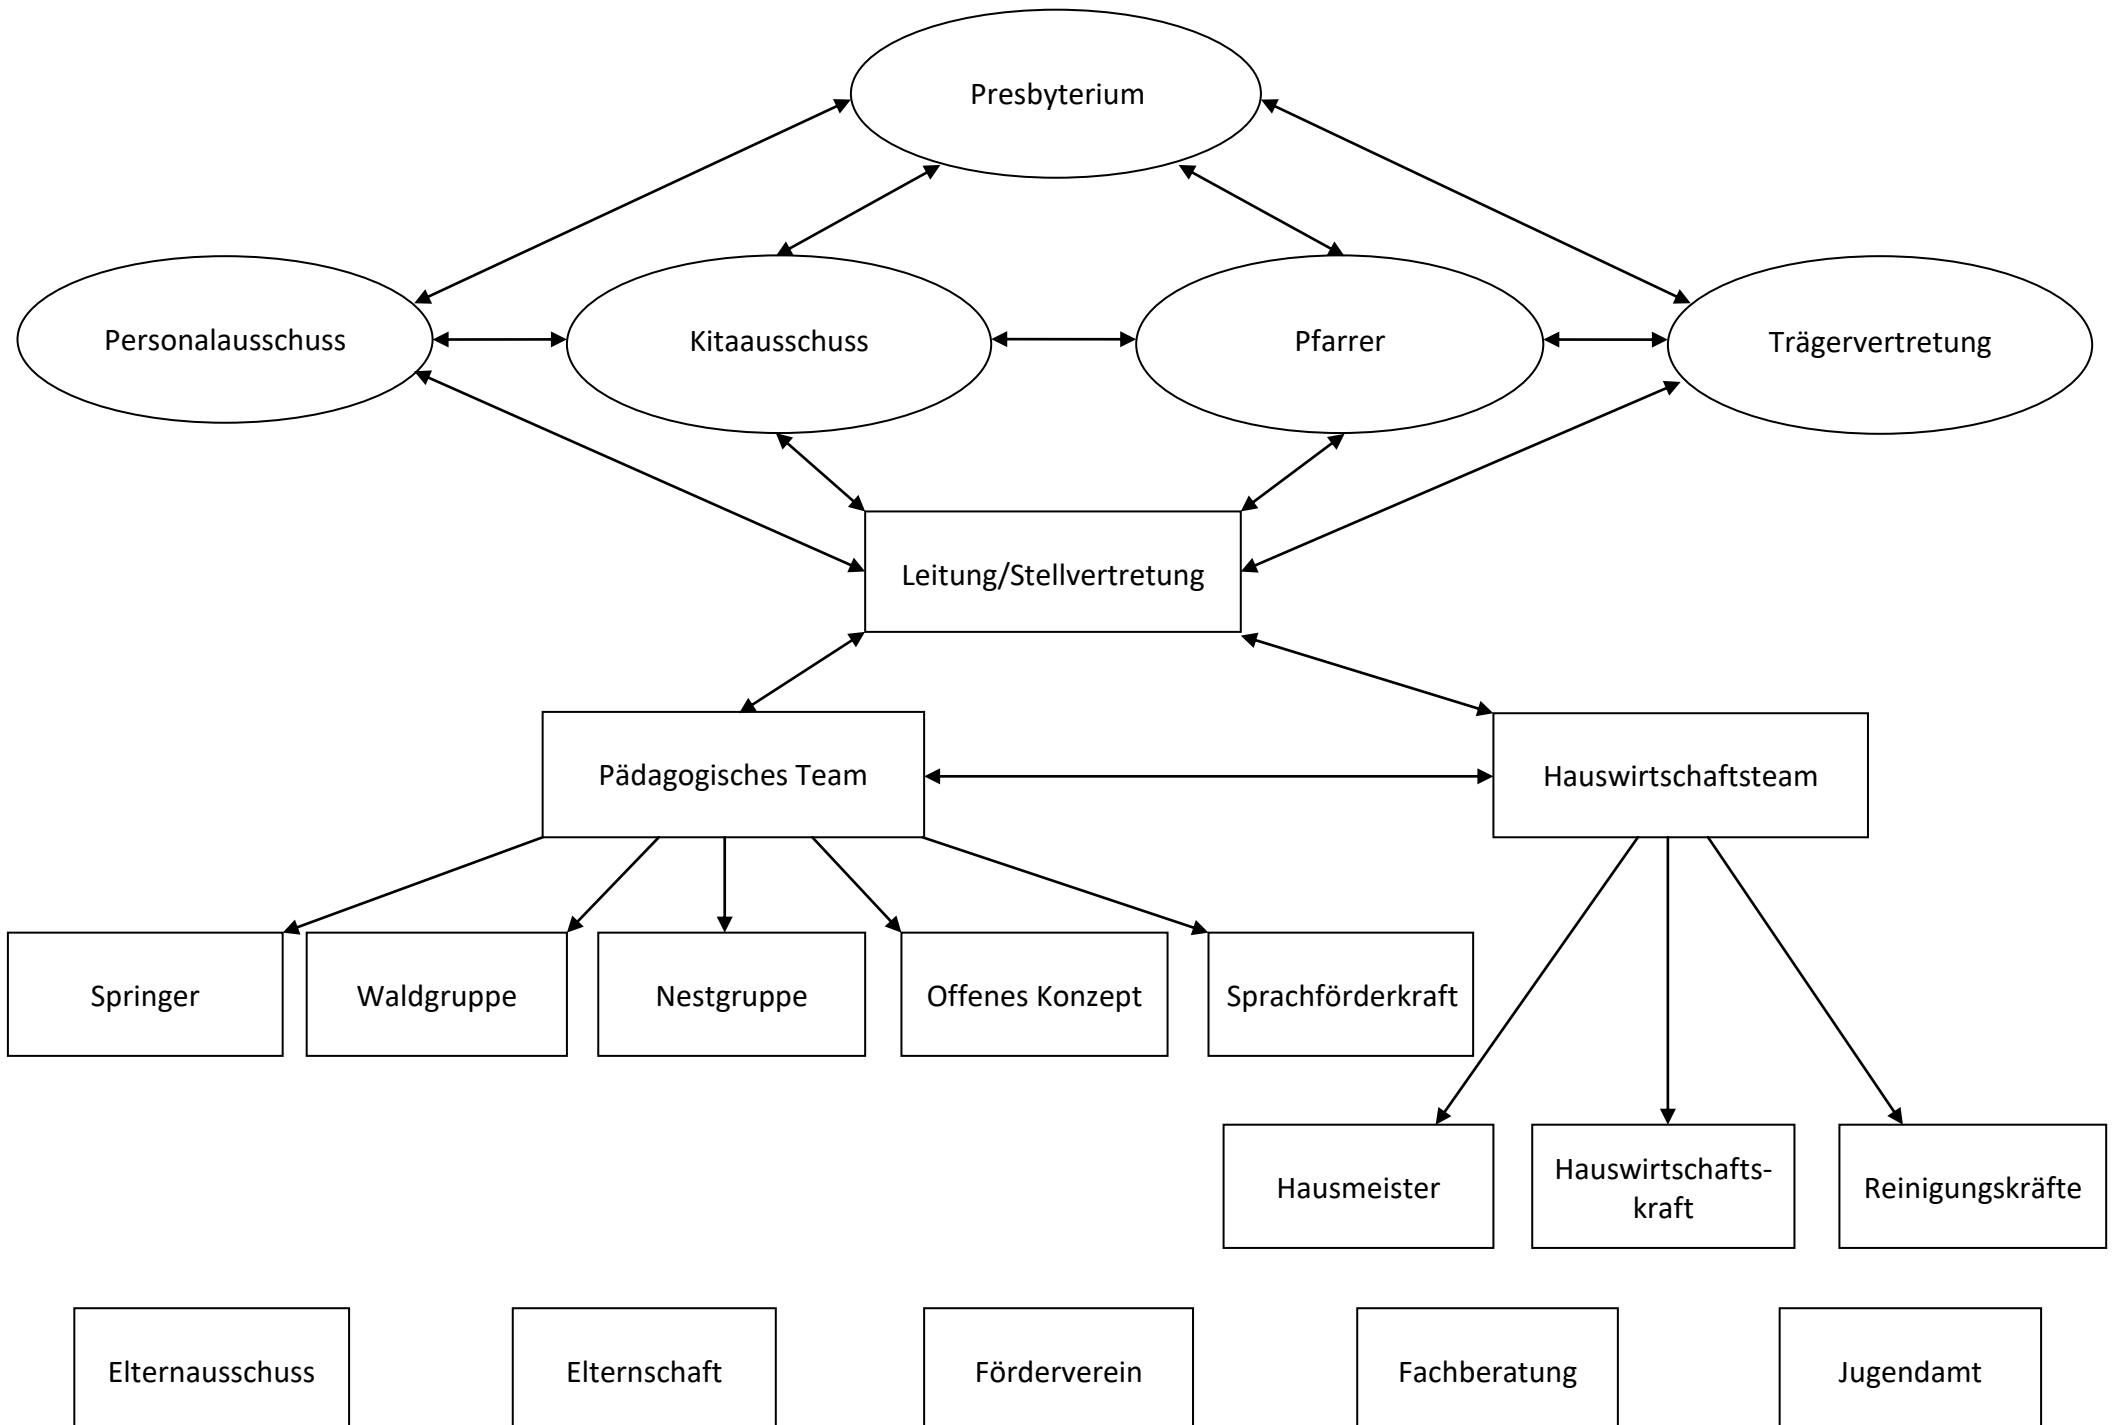 Presbyterium
Personalausschuss
Kitaausschuss
Pfarrer
Trägervertretung
Leitung/Stellvertretung
Pädagogisches Team
Hauswirtschaftsteam
Springer
Waldgruppe
Nestgruppe
Offenes Konzept
Sprachförderkraft
Hausmeister
Hauswirtschafts-
kraft
Reinigungskräfte
Elternausschuss
Elternschaft
Förderverein
Fachberatung
Jugendamt